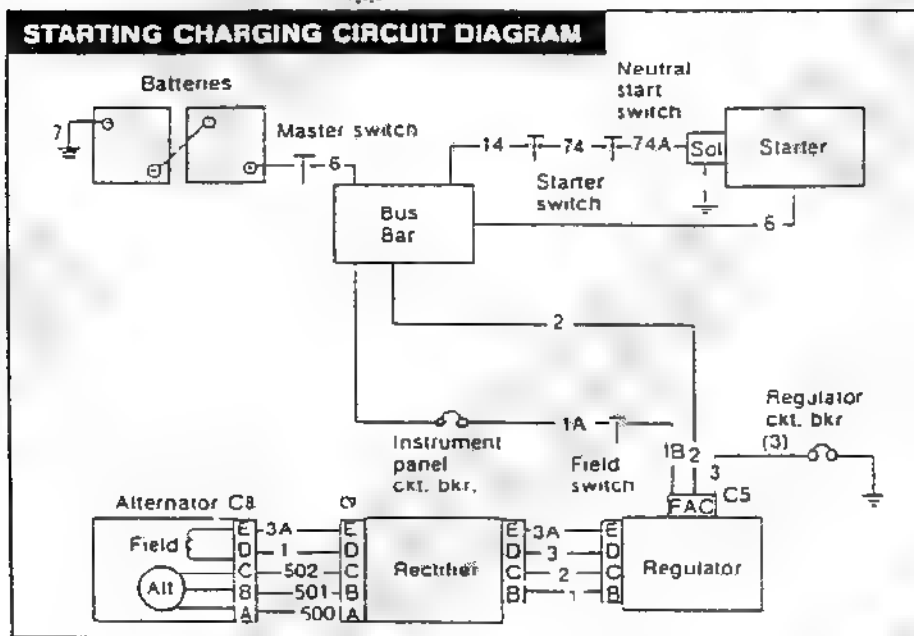 STARTING CHARGING CIRCUIT DIAGRAM
Batteries
Neutral
start
switch
7
Master switch
6
14
74
74A
Sol
Starter
Starter
switch
1
Bus
Bar
6
2
Regulator
ckt. bkr
(3)
1A
Instrument
panel
ckt. bkr.
Field
switch
1B
2
3
FAC
C5
Alternator C8
C9
E
3A
E
E
3A
E
Field
D
1
D
D
3
D
C
502
C
Rectifier
C
2
C
Regulator
Alt
B
501
B
B
1
B
A
500
A